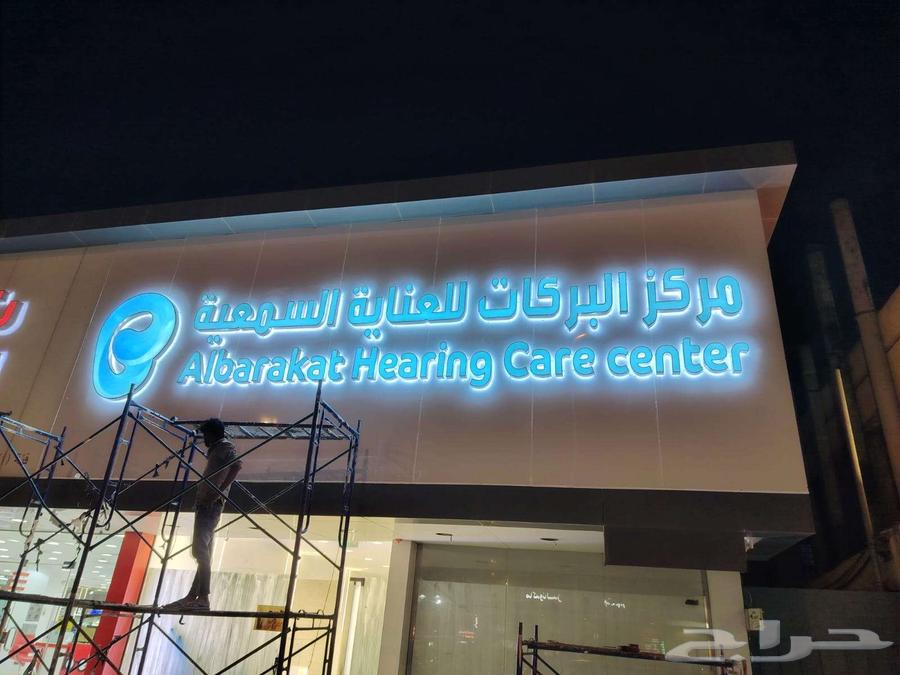 مركز البركات للعناية السمعية
Albarakat Hearing Care center
حراج